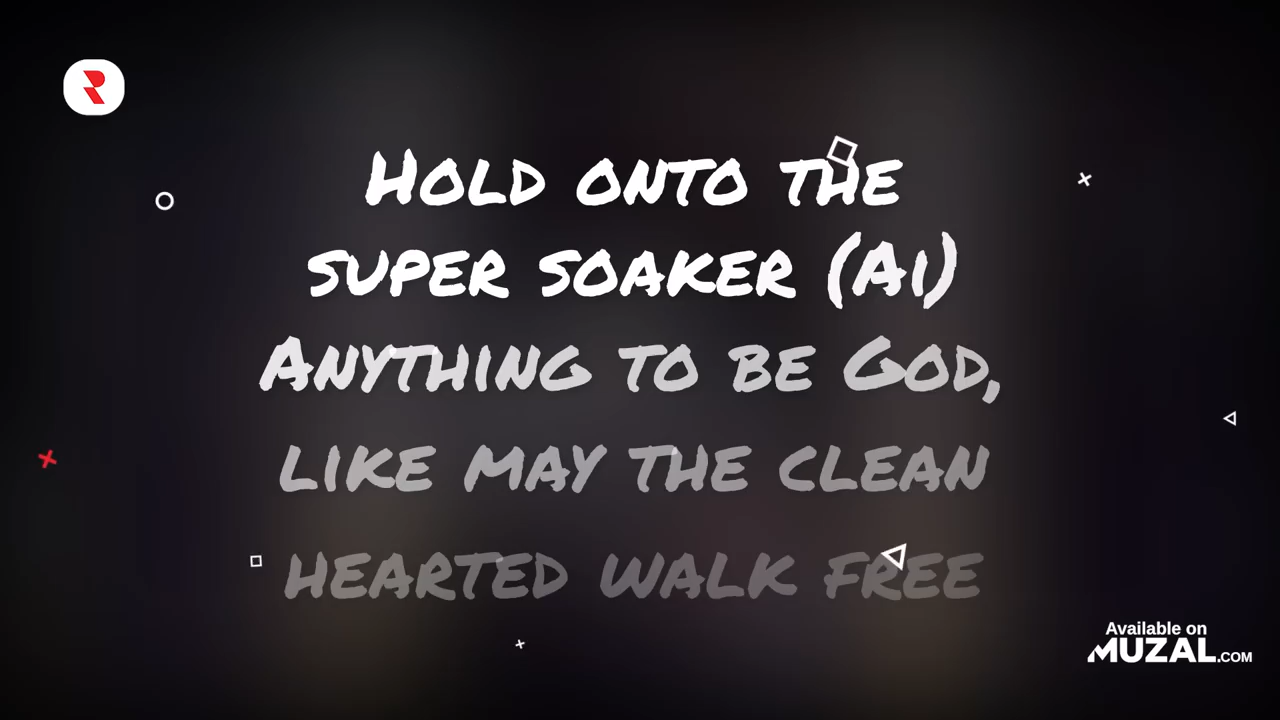 Hold onto the
super soaker (Ai)
Anything to be God,
like may the clean
hearted walk free
Available on
MUZAL.COM